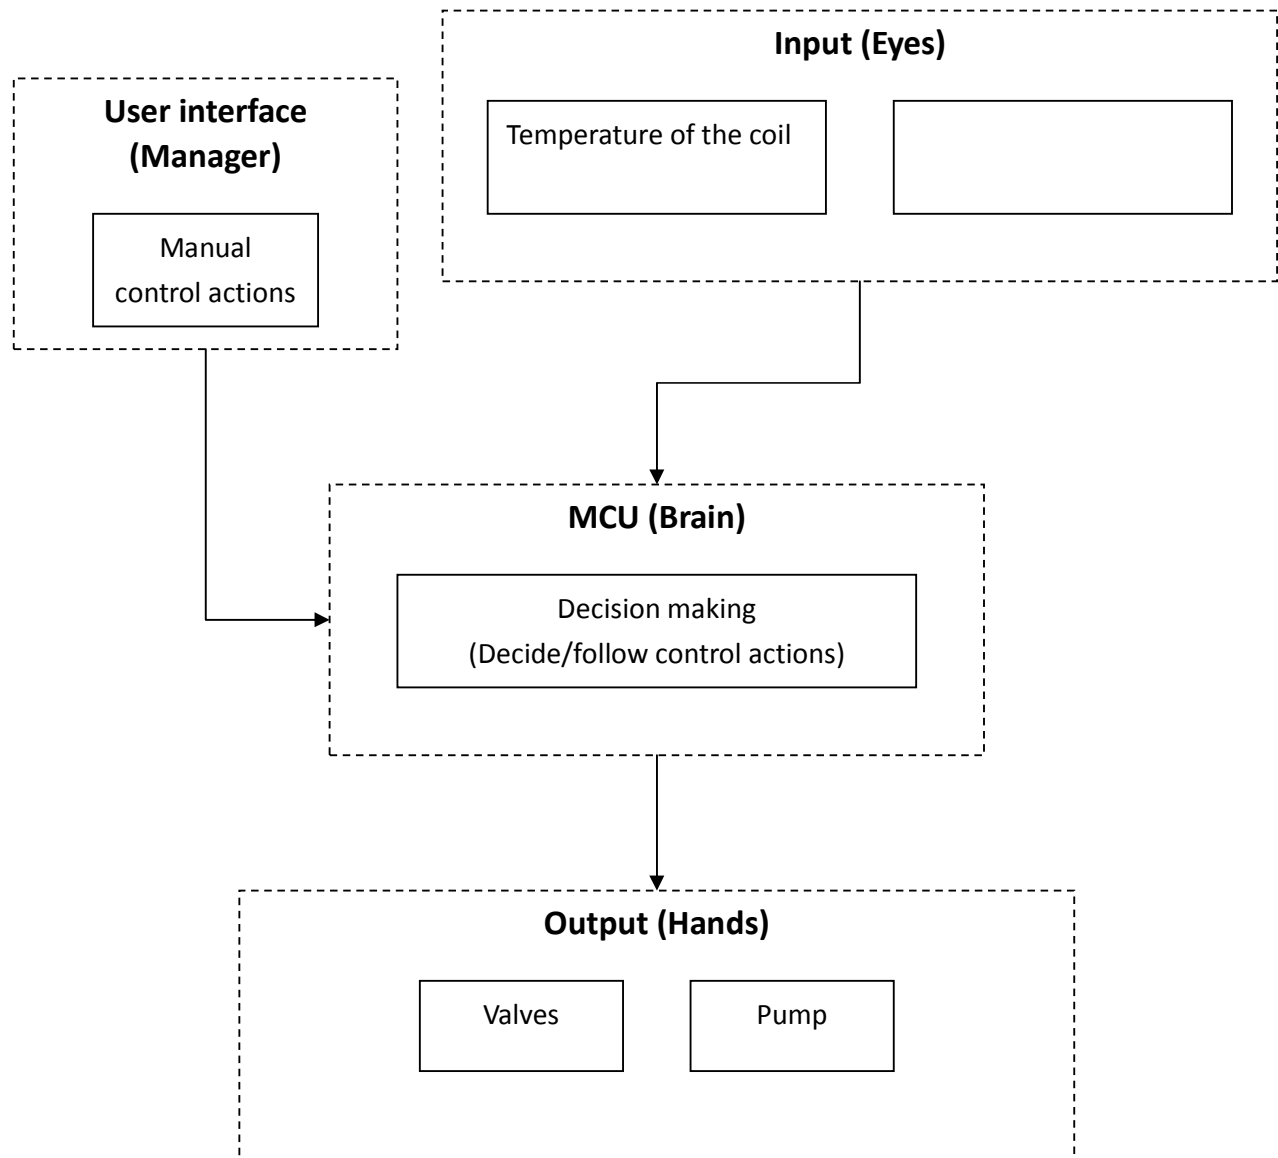 Input (Eyes)
User interface
(Manager)
Temperature of the coil
Manual
control actions
MCU (Brain)
Decision making
(Decide/follow control actions)
Output (Hands)
Valves
Pump